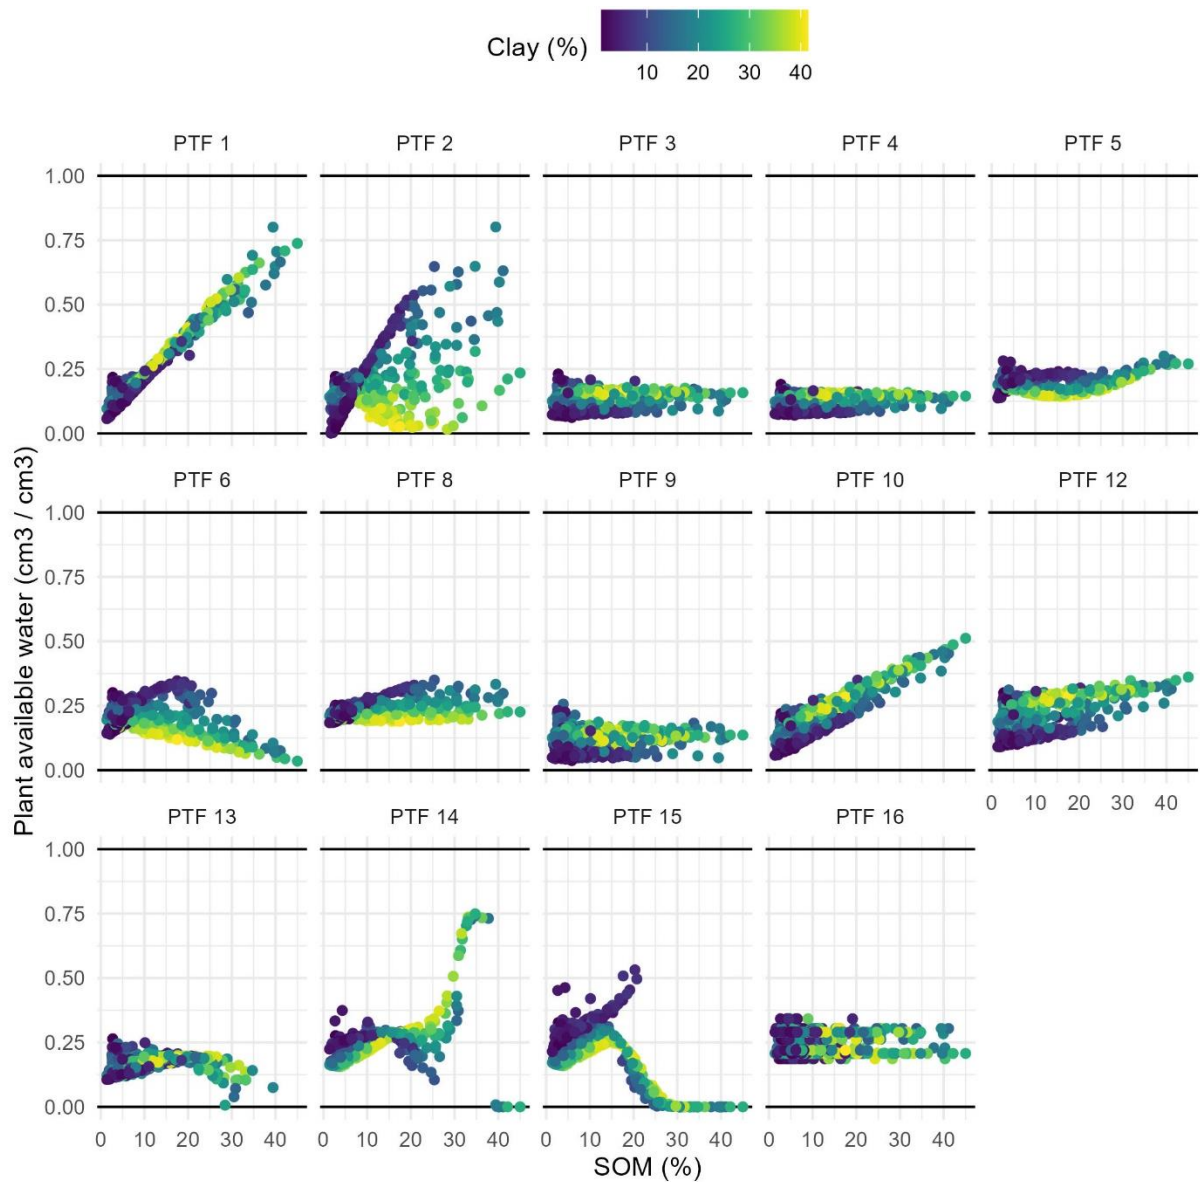 Clay (%)
10 20 30 40
PTF 1 PTF 2 PTF 3 PTF 4 PTF 5
1.00
0.75
0.50
0.25
0.00
PTF 6 PTF 8 PTF 9 PTF 10 PTF 12
1.00
0.75
0.50
0.25
0.00
0 10 20 30 40
PTF 13 PTF 14 PTF 15 PTF 16
1.00
0.75
0.50
0.25
0.00
0 10 20 30 40 0 10 20 30 40 0 10 20 30 40 0 10 20 30 40
SOM (%)
Plant available water (cm3 / cm3)